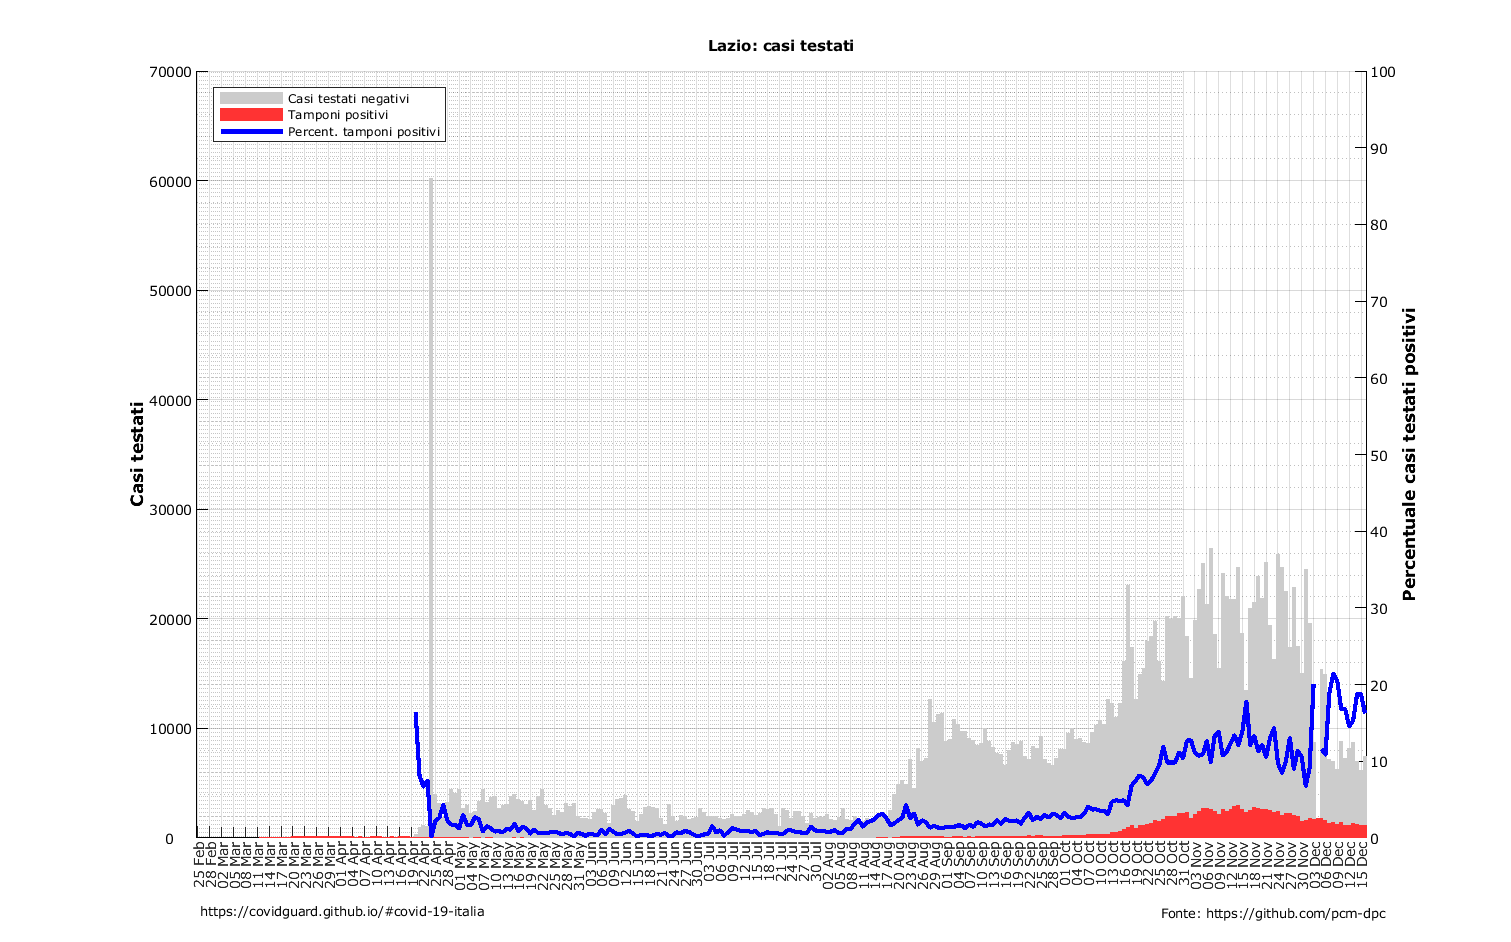 Lazio: casi testati
70000
60000
50000
40000
30000
20000
10000
0
100
90
80
70
60
50
40
30
20
10
0
Casi testati negativi
Tamponi positivi
Percent. tamponi positivi
Casi testati
Percentuale casi testati positivi
25 Feb
28 Feb
02 Mar
05 Mar
08 Mar
11 Mar
14 Mar
17 Mar
20 Mar
23 Mar
26 Mar
29 Mar
01 Apr
04 Apr
07 Apr
10 Apr
13 Apr
16 Apr
19 Apr
22 Apr
25 Apr
28 Apr
01 May
04 May
07 May
10 May
13 May
16 May
19 May
22 May
25 May
28 May
31 May
03 Jun
06 Jun
09 Jun
12 Jun
15 Jun
18 Jun
21 Jun
24 Jun
27 Jun
30 Jun
03 Jul
06 Jul
09 Jul
12 Jul
15 Jul
18 Jul
21 Jul
24 Jul
27 Jul
30 Jul
02 Aug
05 Aug
08 Aug
11 Aug
14 Aug
17 Aug
20 Aug
23 Aug
26 Aug
29 Aug
01 Sep
04 Sep
07 Sep
10 Sep
13 Sep
16 Sep
19 Sep
22 Sep
25 Sep
28 Sep
01 Oct
04 Oct
07 Oct
10 Oct
13 Oct
16 Oct
19 Oct
22 Oct
25 Oct
28 Oct
31 Oct
03 Nov
06 Nov
09 Nov
12 Nov
15 Nov
18 Nov
21 Nov
24 Nov
27 Nov
30 Nov
03 Dec
06 Dec
09 Dec
12 Dec
15 Dec
https://covidguard.github.io/#covid-19-italia
Fonte: https://github.com/pcm-dpc